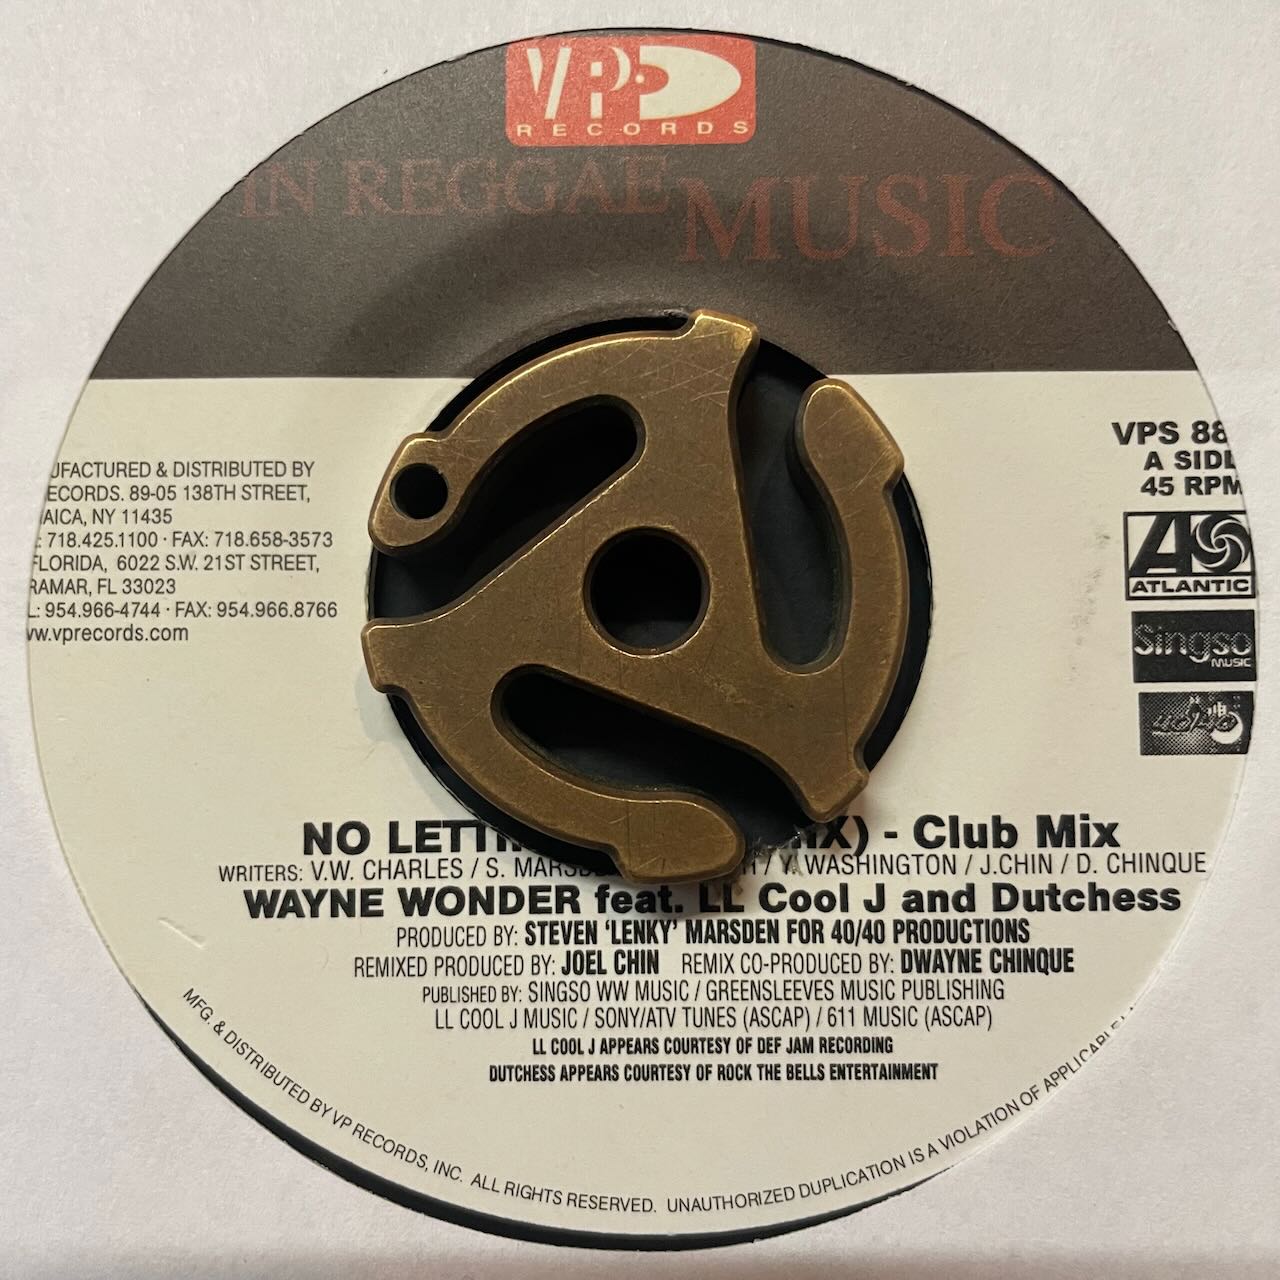 VP
RECORDS
IN REGGAE MUSIC
UFACTURED & DISTRIBUTED BY
ECORDS. 89-05 138TH STREET,
AICA, NY 11435
: 718.425.1100 · FAX: 718.658-3573
FLORIDA, 6022 S.W. 21ST STREET,
RAMAR, FL 33023
L: 954.966-4744 · FAX: 954.966.8766
ww.vprecords.com
VPS 88
A SIDE
45 RPM
ATLANTIC
Singso
MUSIC
NO - Club Mix
WRITERS: V.W. CHARLES / S. / Y. WASHINGTON / J.CHIN / D. CHINQUE
WAYNE WONDER feat. LL Cool J and Dutchess
PRODUCED BY: STEVEN 'LENKY' MARSDEN FOR 40/40 PRODUCTIONS
REMIXED PRODUCED BY: JOEL CHIN REMIX CO-PRODUCED BY: DWAYNE CHINQUE
PUBLISHED BY: SINGSO WW MUSIC / GREENSLEEVES MUSIC PUBLISHING
LL COOL J MUSIC / SONY/ATV TUNES (ASCAP) / 611 MUSIC (ASCAP)
LL COOL J APPEARS COURTESY OF DEF JAM RECORDING
DUTCHESS APPEARS COURTESY OF ROCK THE BELLS ENTERTAINMENT
MFG. & DISTRIBUTED BY VP RECORDS, INC. ALL RIGHTS RESERVED. UNAUTHORIZED DUPLICATION IS A VIOLATION OF APPLICABLE